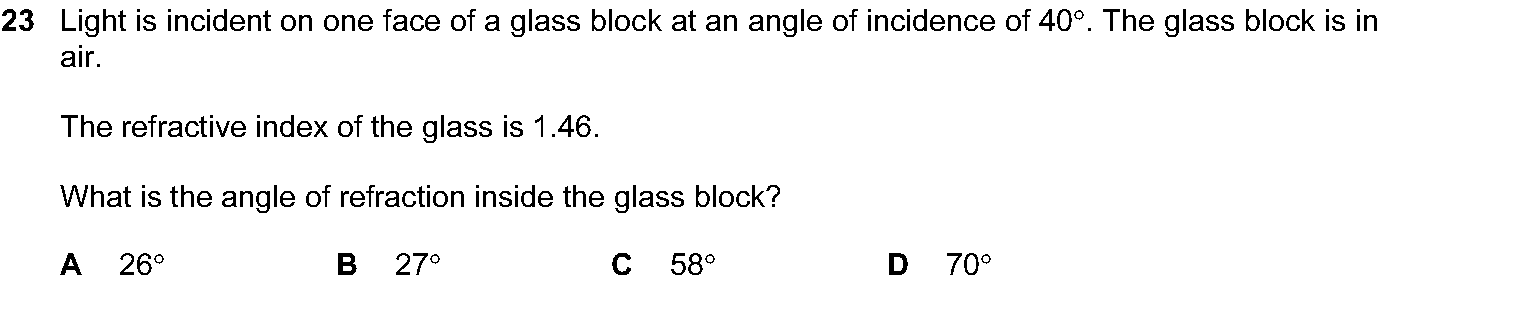 23 Light is incident on one face of a glass block at an angle of incidence of 40°. The glass block is in
air.
The refractive index of the glass is 1.46.
What is the angle of refraction inside the glass block?
A 26° B 27° C 58° D 70°